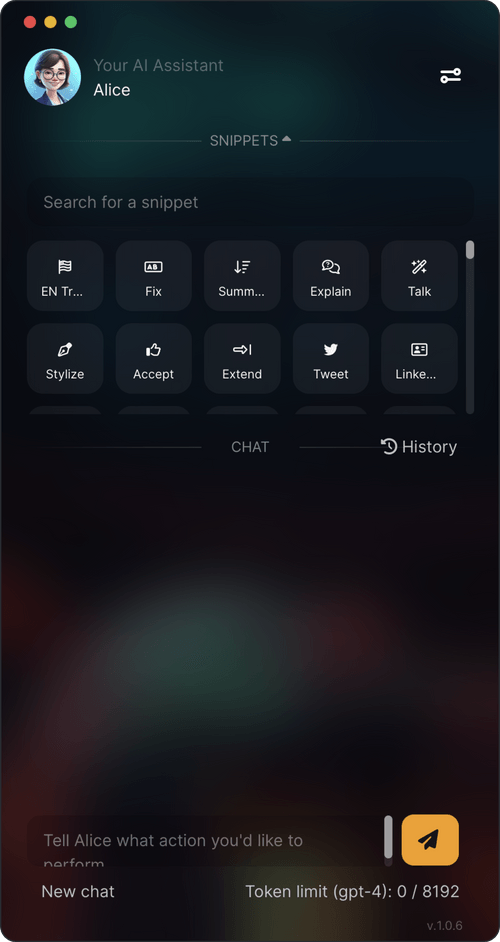 Your AI Assistant
Alice
SNIPPETS
Search for a snippet
EN Tr...
Fix
Summ...
Explain
Talk
Stylize
Accept
Extend
Tweet
Linke...
CHAT
History
Tell Alice what action you'd like to
perform
New chat
Token limit (gpt-4): 0 / 8192
v.1.0.6